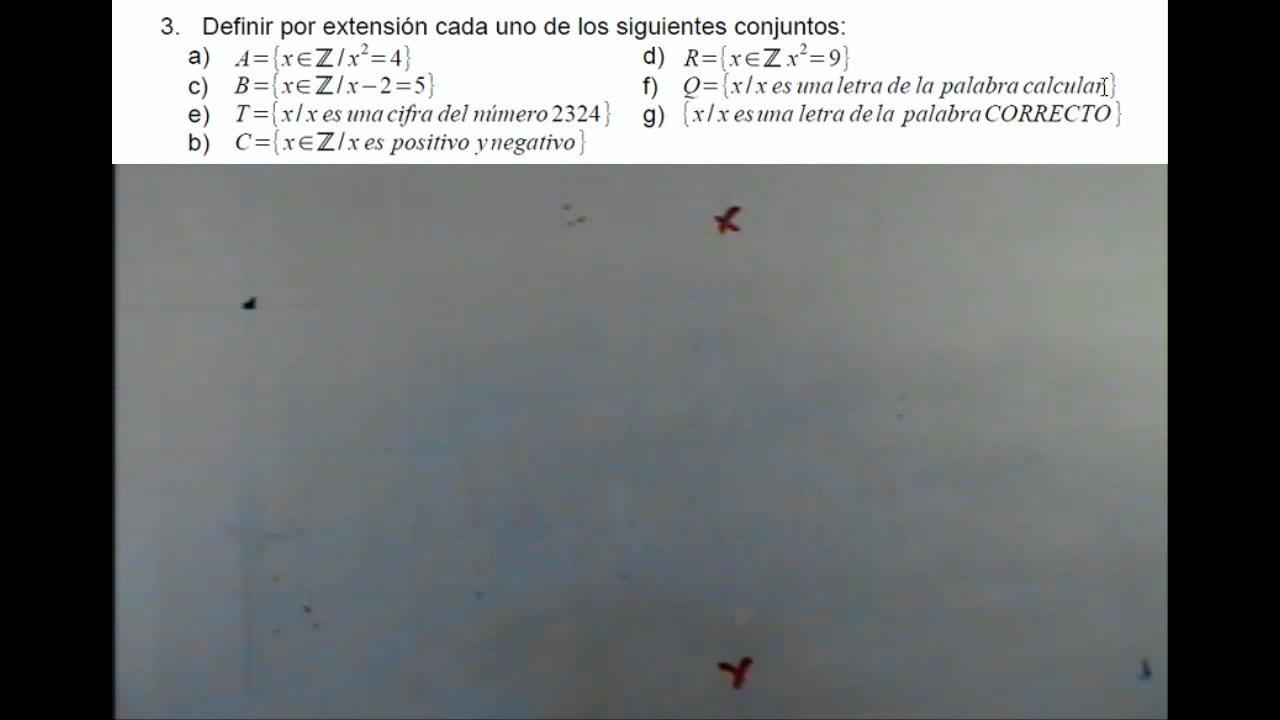 3. Definir por extensión cada uno de los siguientes conjuntos:
a) A={x∈ℤ/x²=4}
d) R={x∈ℤ x²=9}
c) B={x∈ℤ/x−2=5}
f) Q={x/x es una letra de la palabra calcular}
e) T={x/x es una cifra del número 2324}
g) {x/x es una letra de la palabra CORRECTO}
b) C={x∈ℤ/x es positivo y negativo}